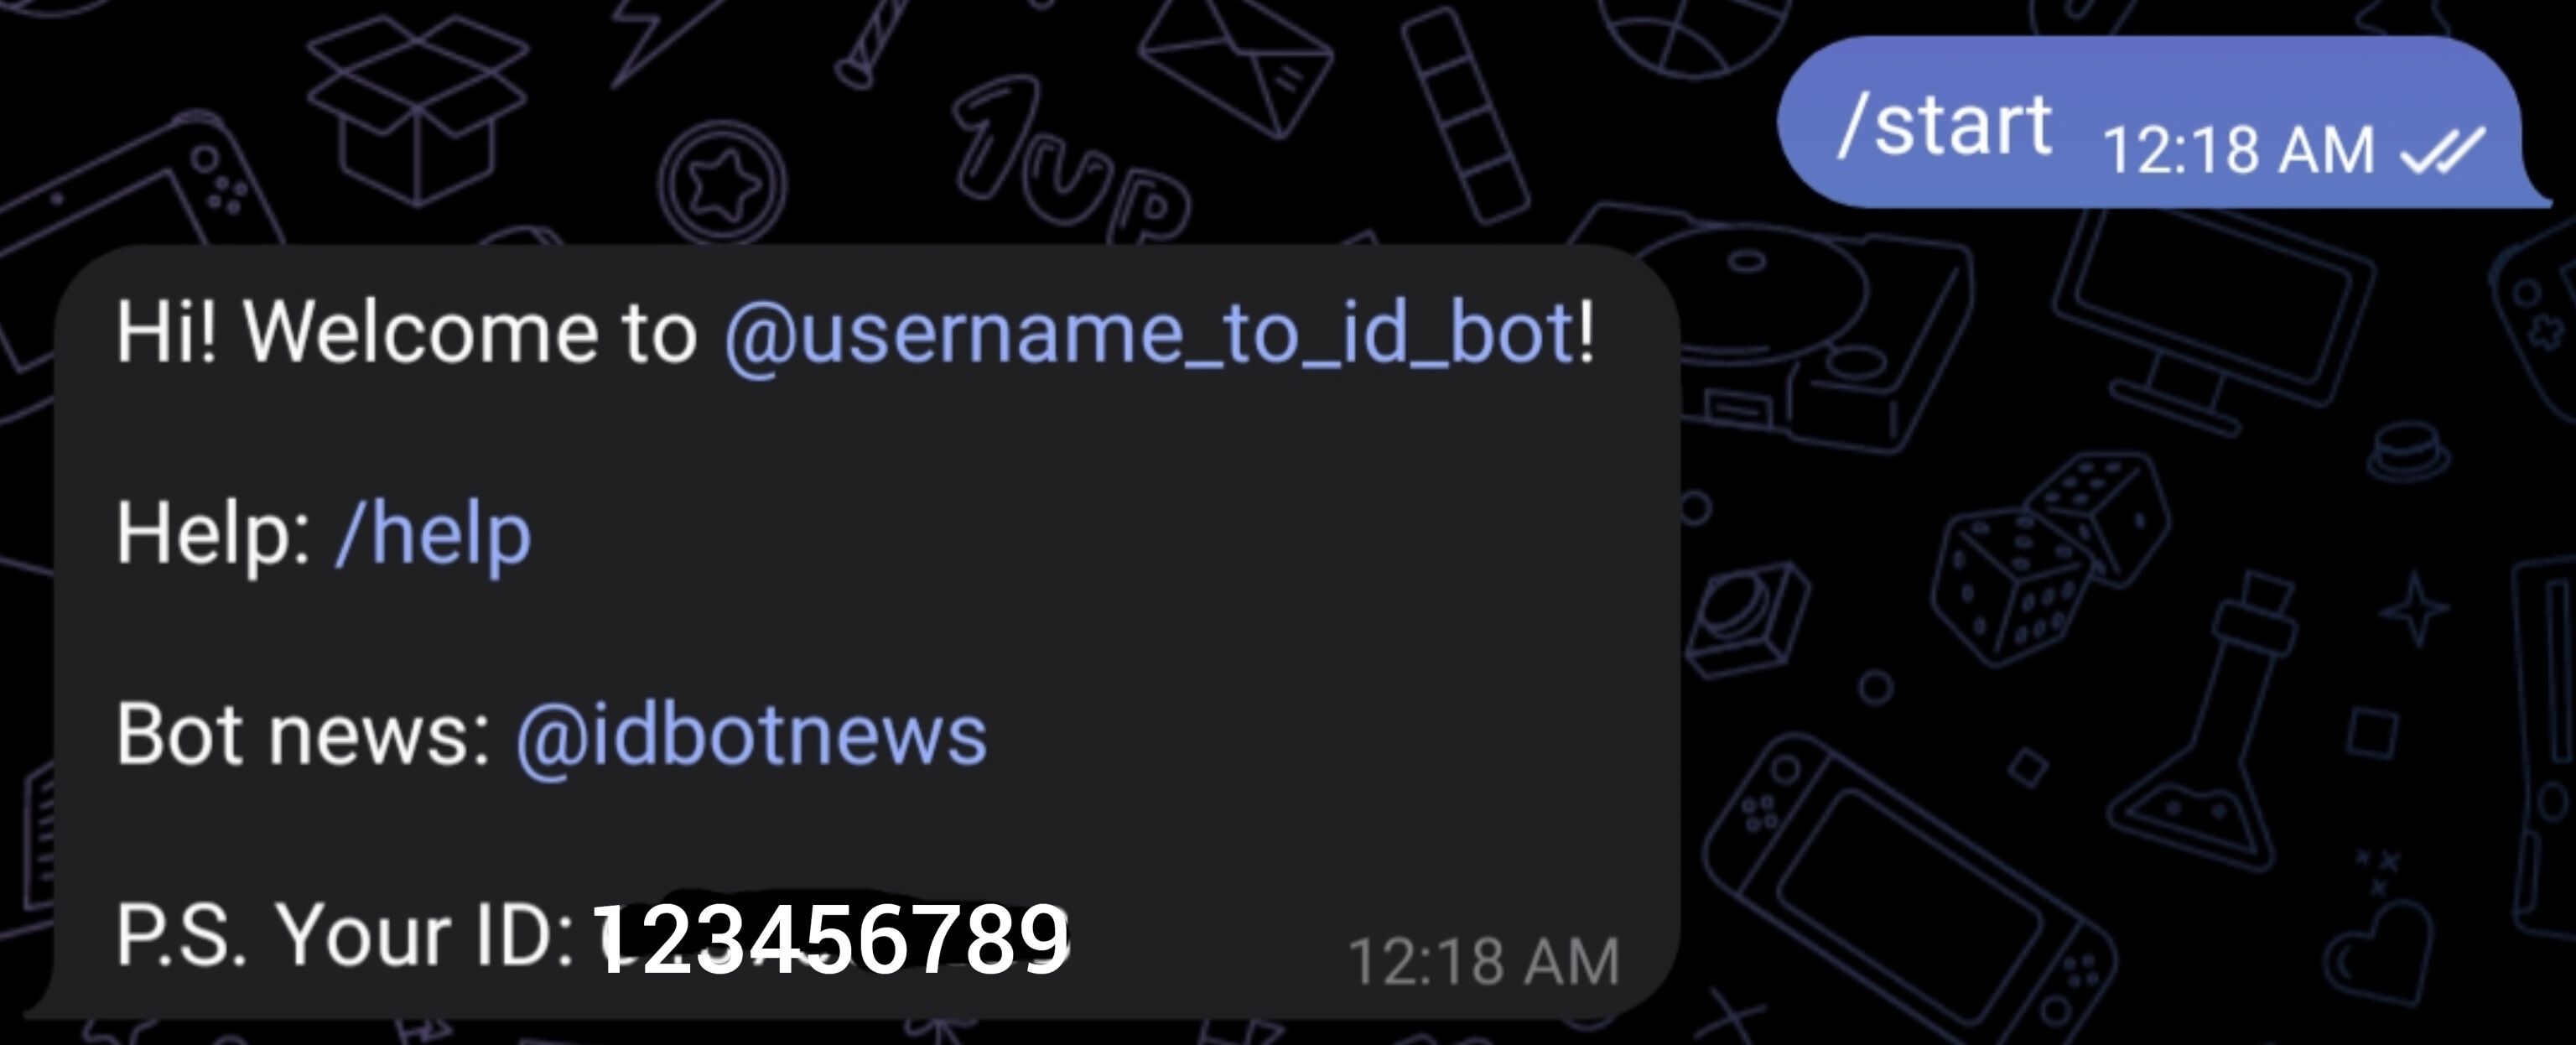 /start 12:18 AM
Hi! Welcome to @username_to_id_bot!
Help: /help
Bot news: @idbotnews
P.S. Your ID: 123456789
12:18 AM
1UP